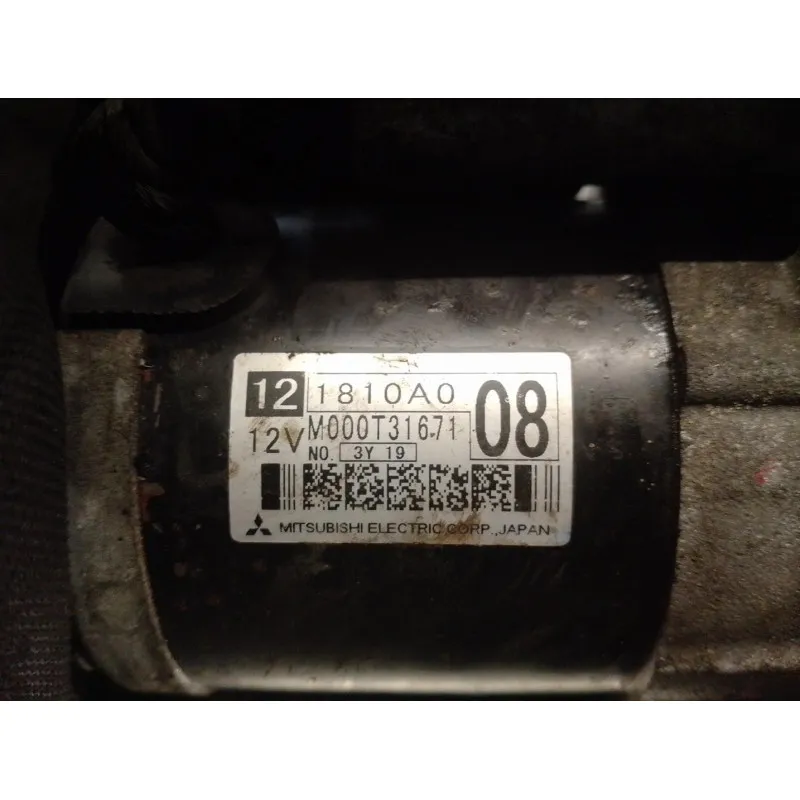 12 1810A0 08
12V M000T31671
NO. 3Y 19
MITSUBISHI ELECTRIC CORP., JAPAN